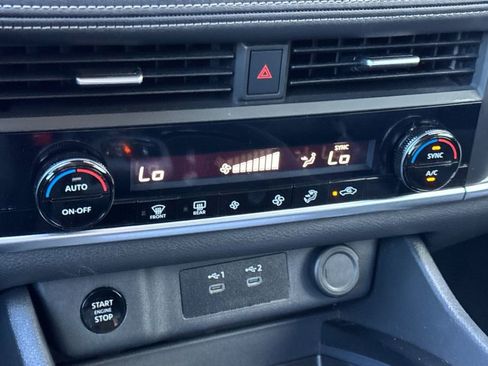 SYNC
Lo
Lo
AUTO
ON·OFF
SYNC
A/C
FRONT
REAR
1
2
START
ENGINE
STOP